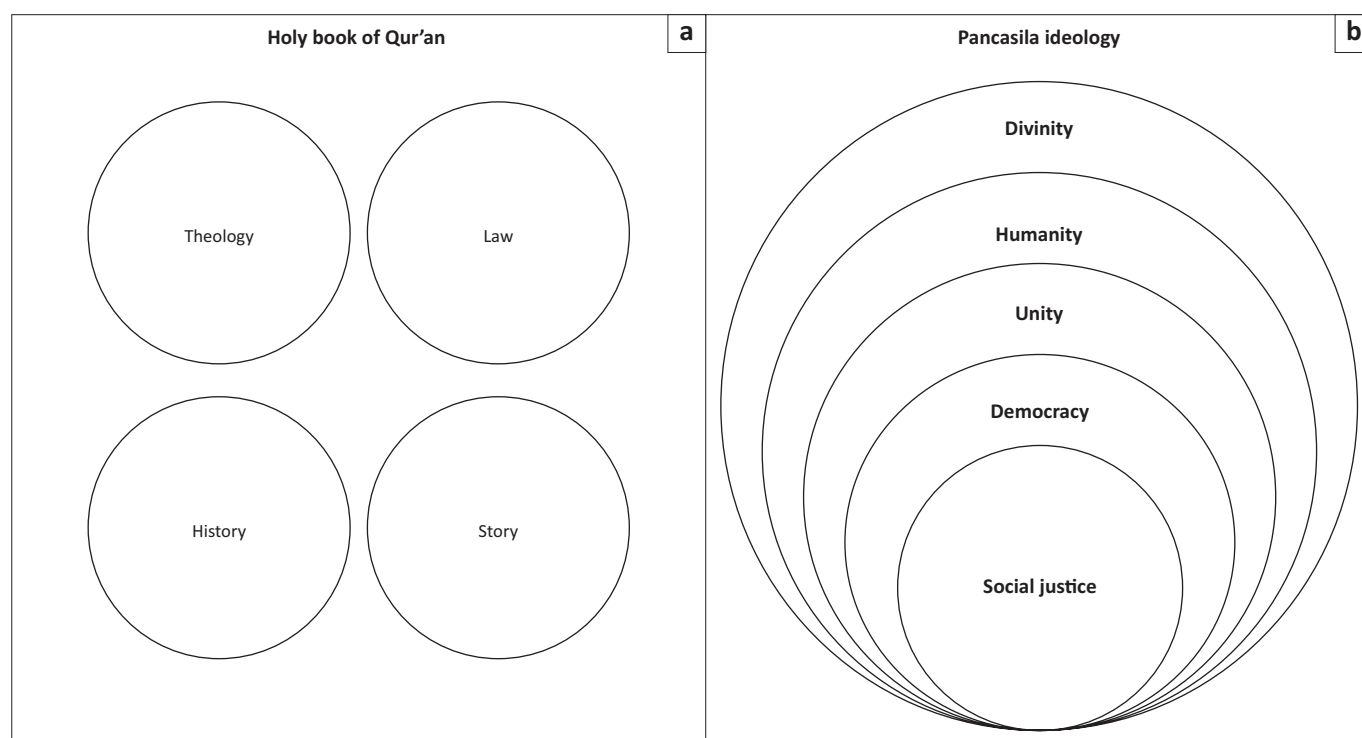 Holy book of Qur’an
a
Theology
Law
History
Story
Pancasila ideology
b
Divinity
Humanity
Unity
Democracy
Social justice